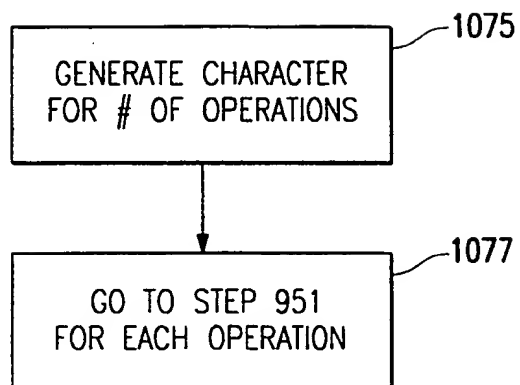 1075
GENERATE CHARACTER
FOR # OF OPERATIONS
1077
GO TO STEP 951
FOR EACH OPERATION